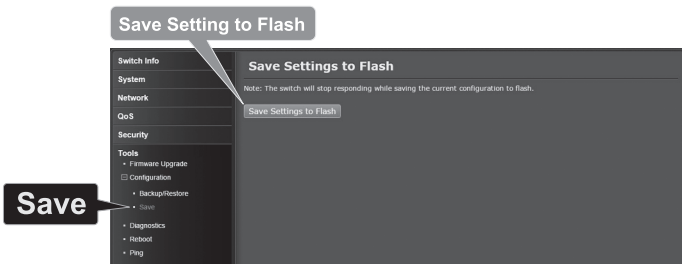 Save Setting to Flash
Switch Info
System
Network
QoS
Security
Tools
Firmware Upgrade
Configuration
Backup/Restore
Save
Diagnostics
Reboot
Ping
Save
Save Settings to Flash
Note: The switch will stop responding while saving the current configuration to flash.
Save Settings to Flash